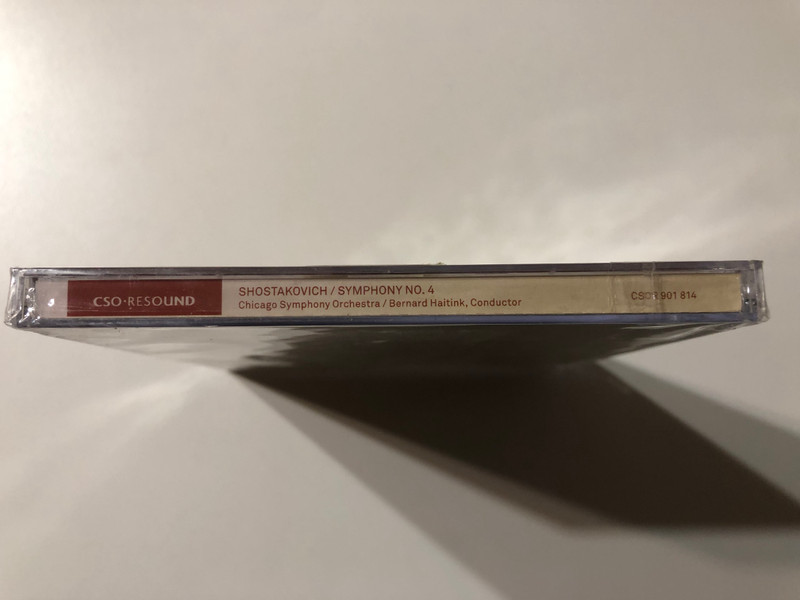 CSO·RESOUND
SHOSTAKOVICH / SYMPHONY NO. 4
Chicago Symphony Orchestra / Bernard Haitink, Conductor
901 814